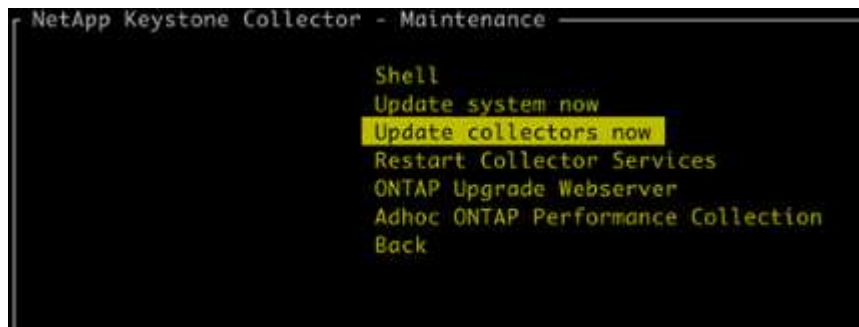 NetApp Keystone Collector - Maintenance
Shell
Update system now
Update collectors now
Restart Collector Services
ONTAP Upgrade Webserver
Adhoc ONTAP Performance Collection
Back